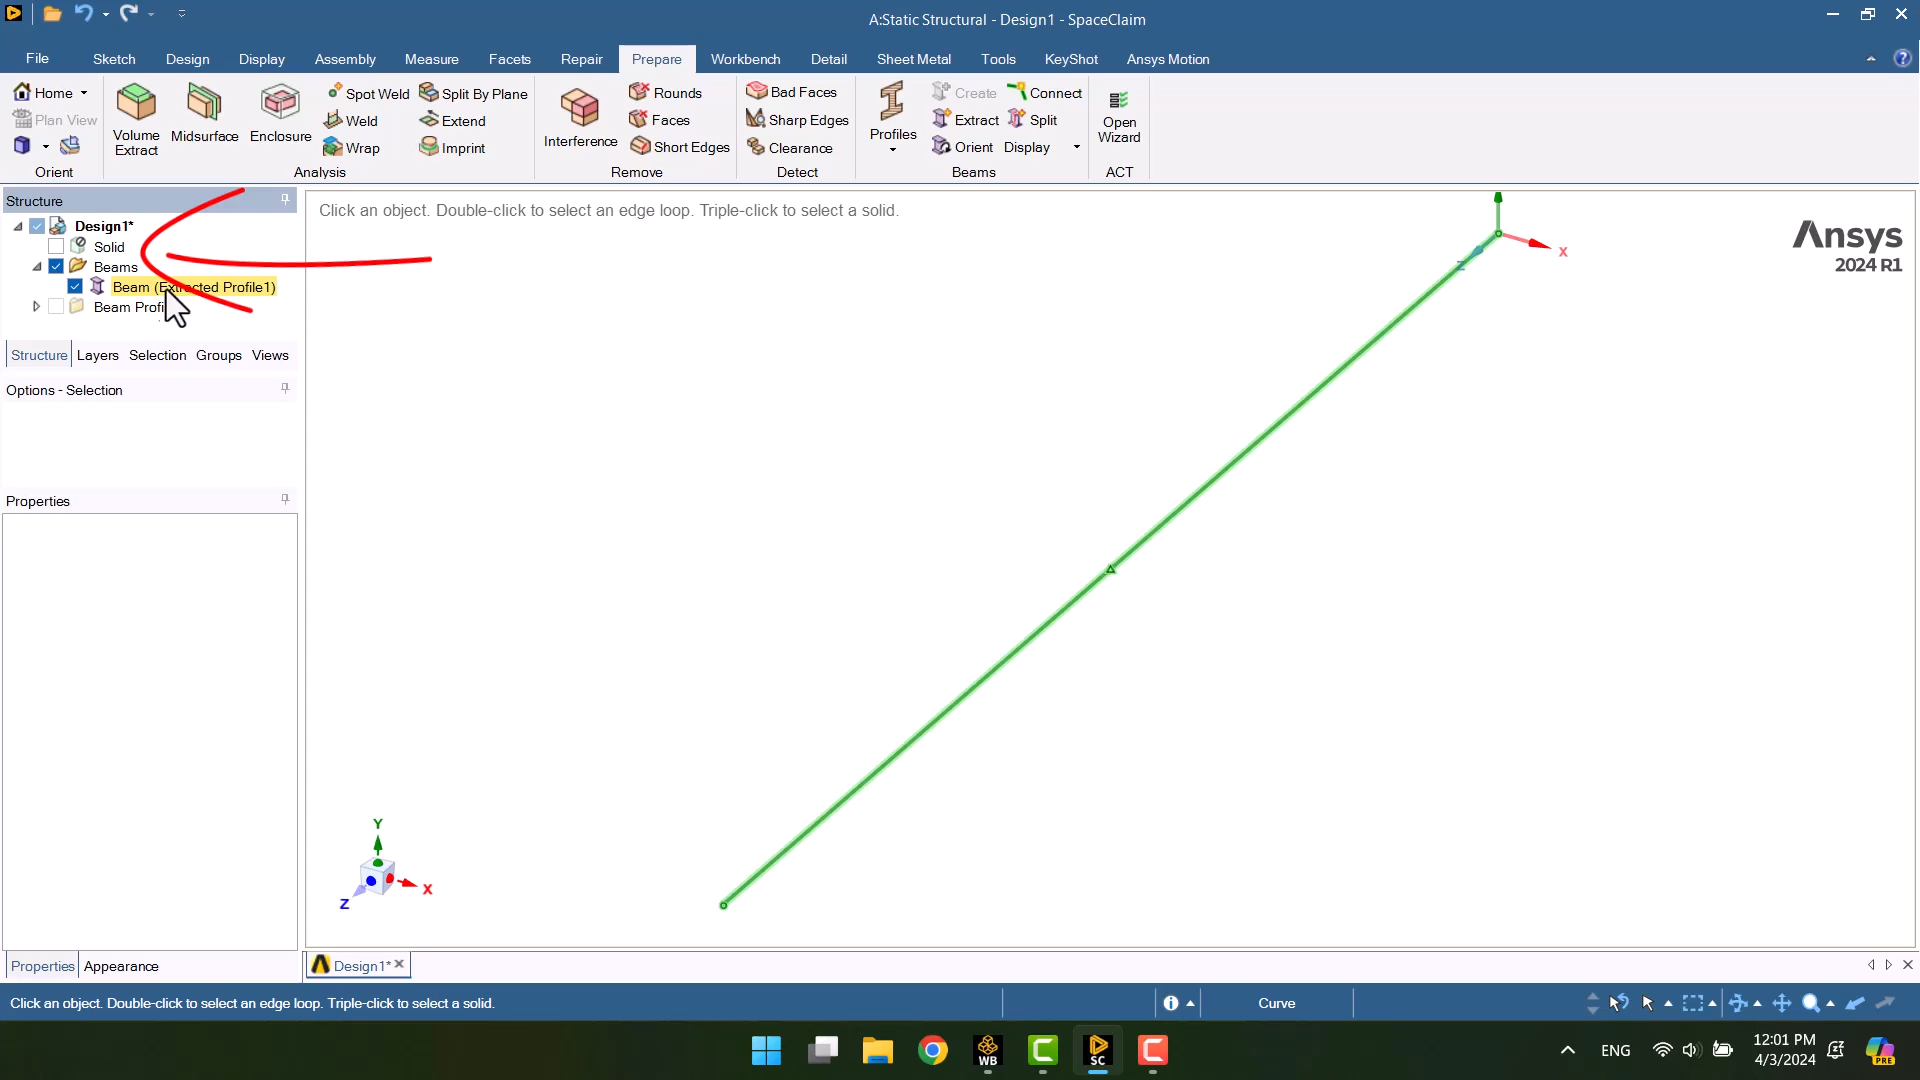 A:Static Structural - Design1 - SpaceClaim
File Sketch Design Display Assembly Measure Facets Repair Prepare Workbench Detail Sheet Metal Tools KeyShot Ansys Motion
Home
Plan View
Orient
Volume Extract
Midsurface
Enclosure
Spot Weld
Weld
Wrap
Split By Plane
Extend
Imprint
Analysis
Interference
Rounds
Faces
Short Edges
Remove
Bad Faces
Sharp Edges
Clearance
Detect
Profiles
Create
Extract
Orient
Connect
Split
Display
Beams
Open Wizard
ACT
Structure
Design1*
Solid
Beams
Beam (Extracted Profile1)
Beam Profi
Structure Layers Selection Groups Views
Options - Selection
Properties
Properties Appearance
Click an object. Double-click to select an edge loop. Triple-click to select a solid.
Ansys
2024 R1
X
Z
Y
X
Z
Design1*
Click an object. Double-click to select an edge loop. Triple-click to select a solid.
Curve
WB
SC
ENG
12:01 PM
4/3/2024
PRE